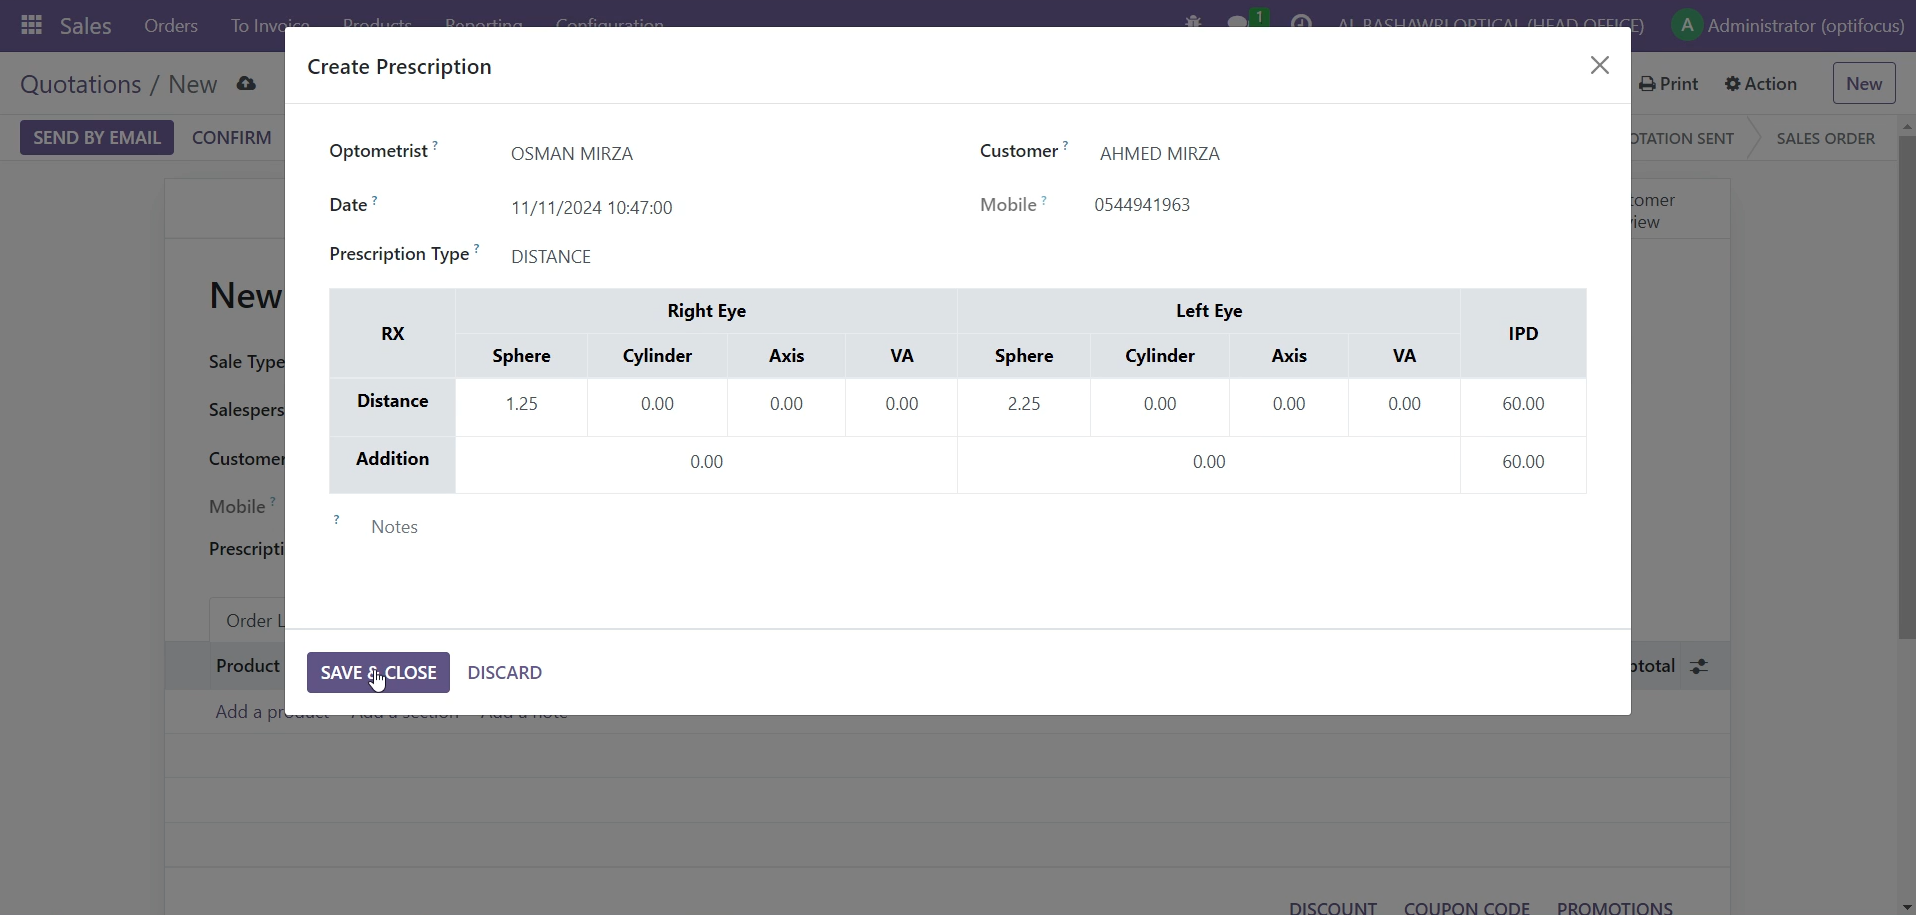 Sales Orders To Invoice Products Reporting Configuration 1 AL BASHAWRI OPTICAL (HEAD OFFICE) A Administrator (optifocus)
Quotations / New Print Action New
SEND BY EMAIL CONFIRM OTATION SENT SALES ORDER
Create Prescription
Optometrist ? OSMAN MIRZA Customer ? AHMED MIRZA
Date ? 11/11/2024 10:47:00 Mobile ? 0544941963
Prescription Type ? DISTANCE
RX Right Eye Left Eye IPD
Sphere Cylinder Axis VA Sphere Cylinder Axis VA
Distance 1.25 0.00 0.00 0.00 2.25 0.00 0.00 0.00 60.00
Addition 0.00 0.00 60.00
? Notes
SAVE & CLOSE DISCARD
tomer
iew
New
Sale Type
Salespers
Customer
Mobile ?
Prescripti
Order L
Product btotal
Add a product Add a section Add a note
DISCOUNT COUPON CODE PROMOTIONS